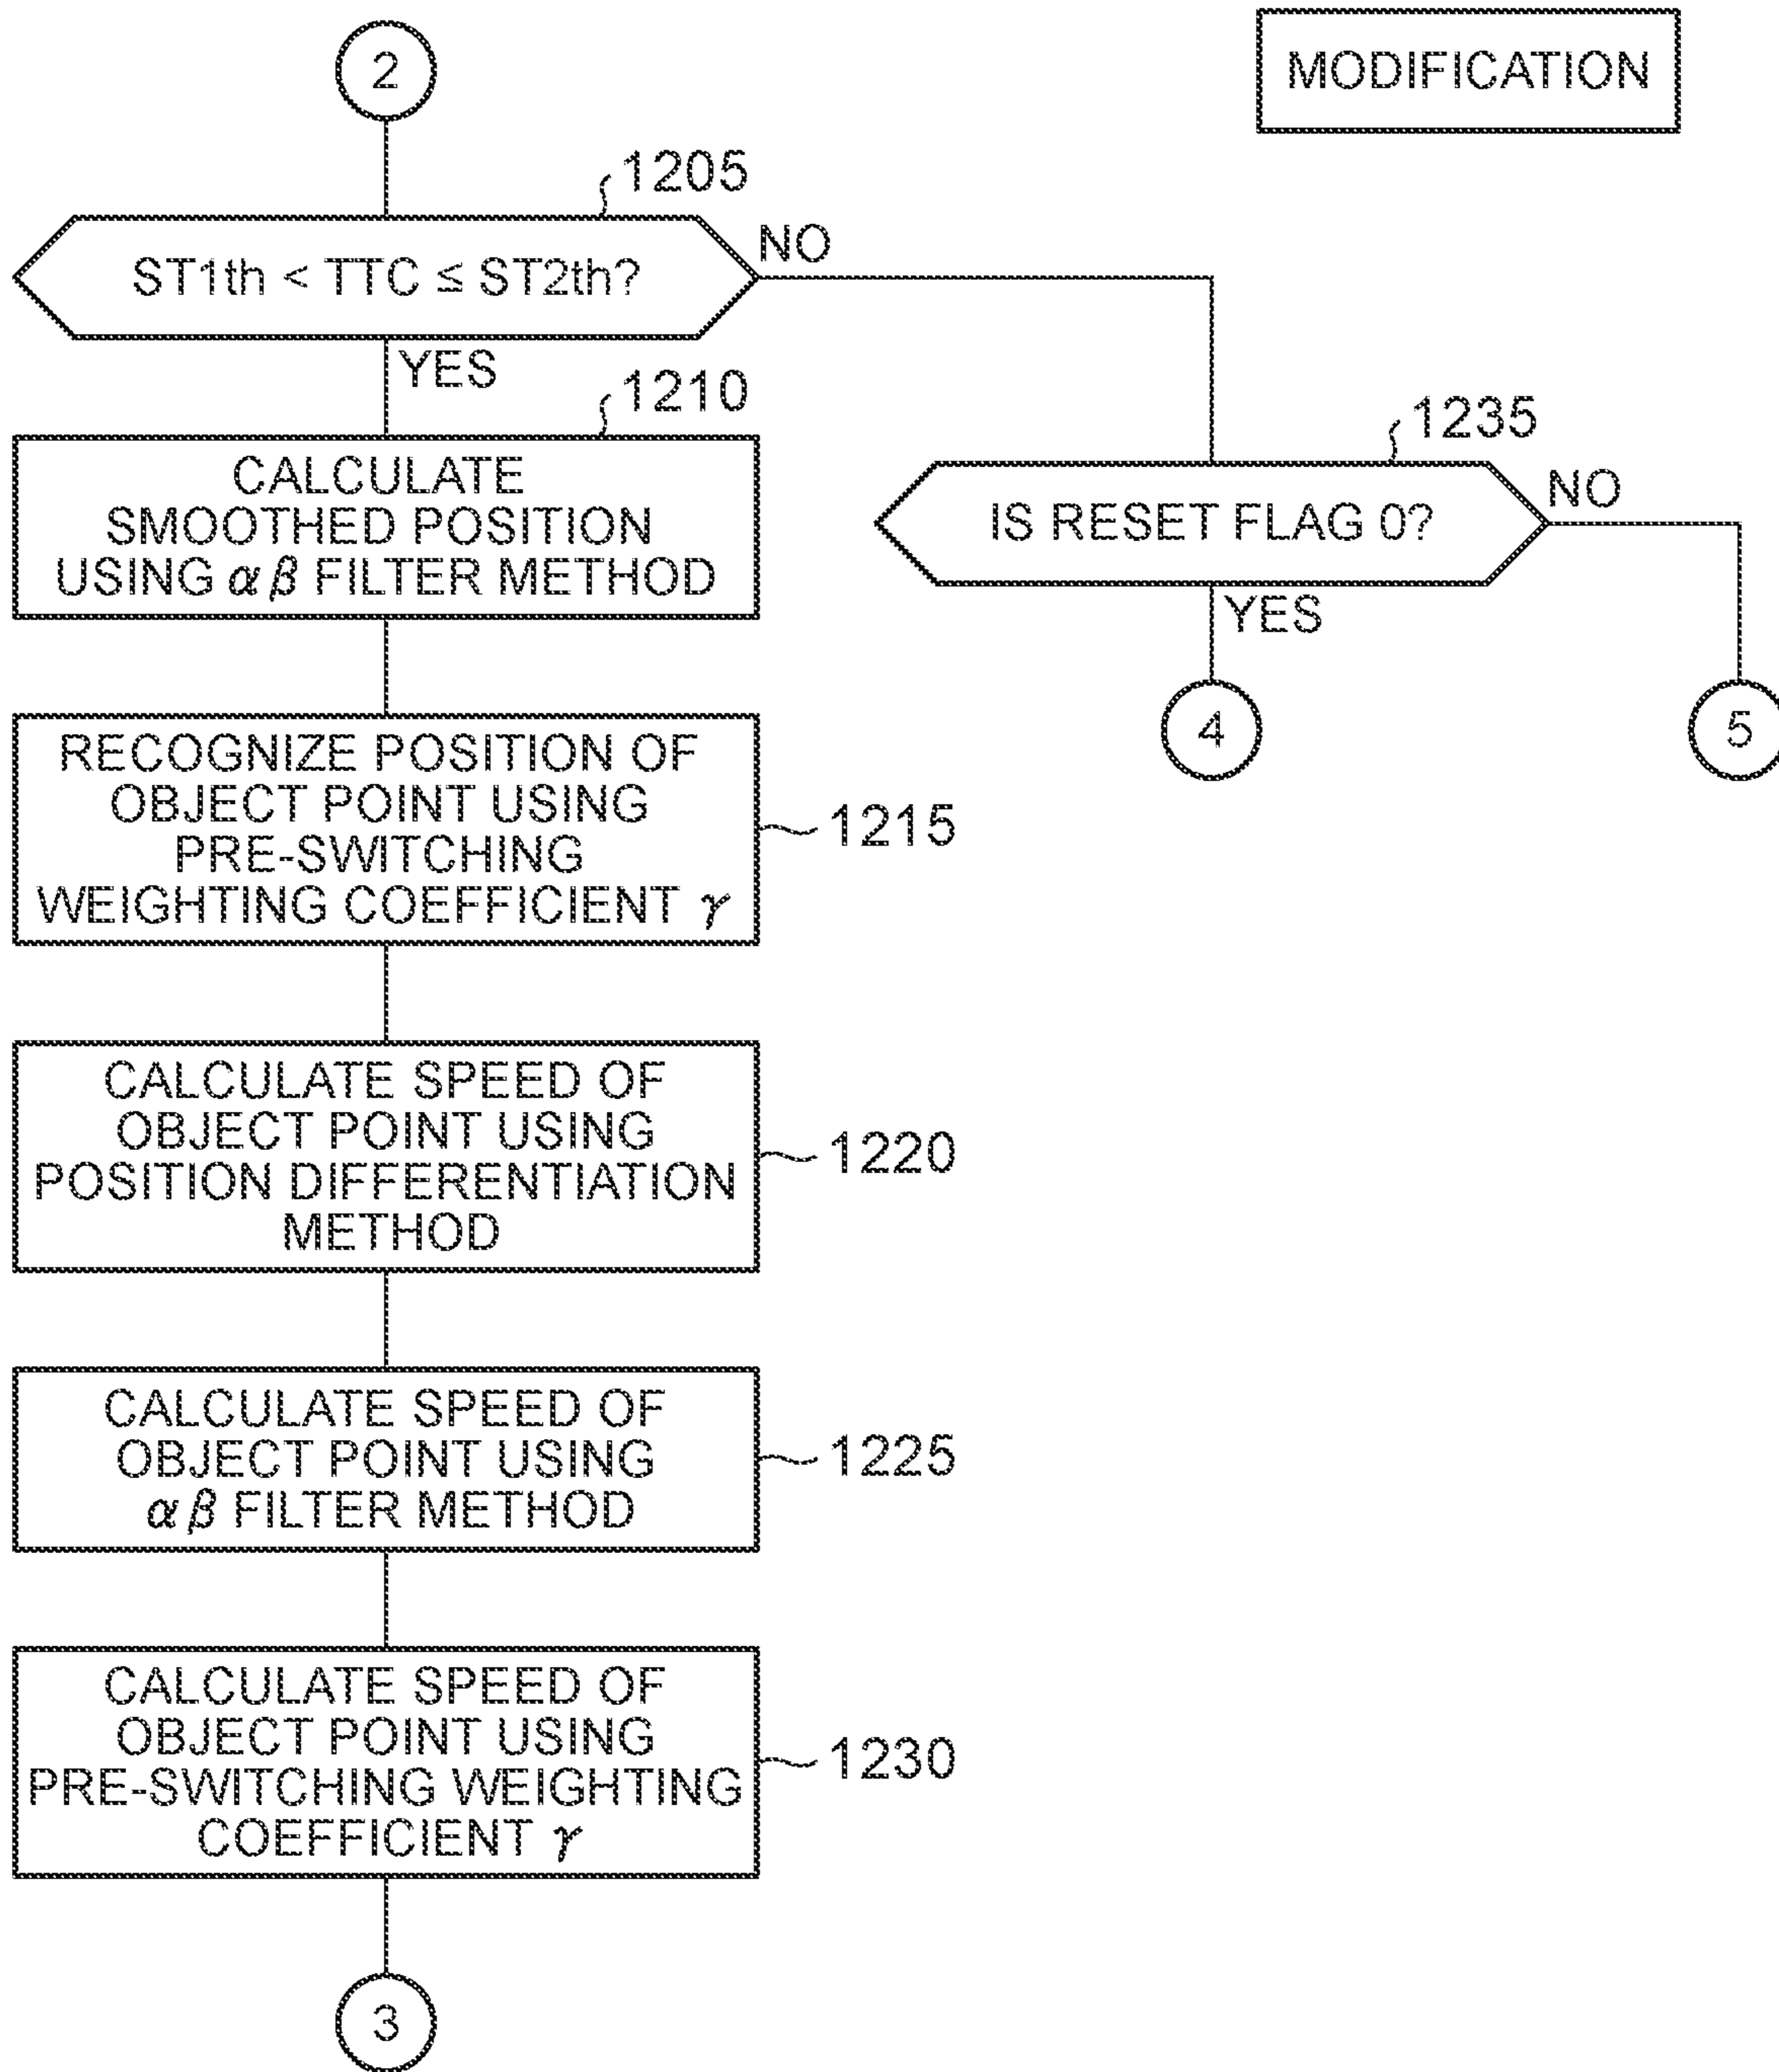 MODIFICATION
2
1205
ST1th < TTC ≤ ST2th?
NO
YES
1210
CALCULATE
SMOOTHED POSITION
USING αβ FILTER METHOD
1235
IS RESET FLAG 0?
NO
YES
4
5
RECOGNIZE POSITION OF
OBJECT POINT USING
PRE-SWITCHING
WEIGHTING COEFFICIENT γ
1215
CALCULATE SPEED OF
OBJECT POINT USING
POSITION DIFFERENTIATION
METHOD
1220
CALCULATE SPEED OF
OBJECT POINT USING
αβ FILTER METHOD
1225
CALCULATE SPEED OF
OBJECT POINT USING
PRE-SWITCHING WEIGHTING
COEFFICIENT γ
1230
3